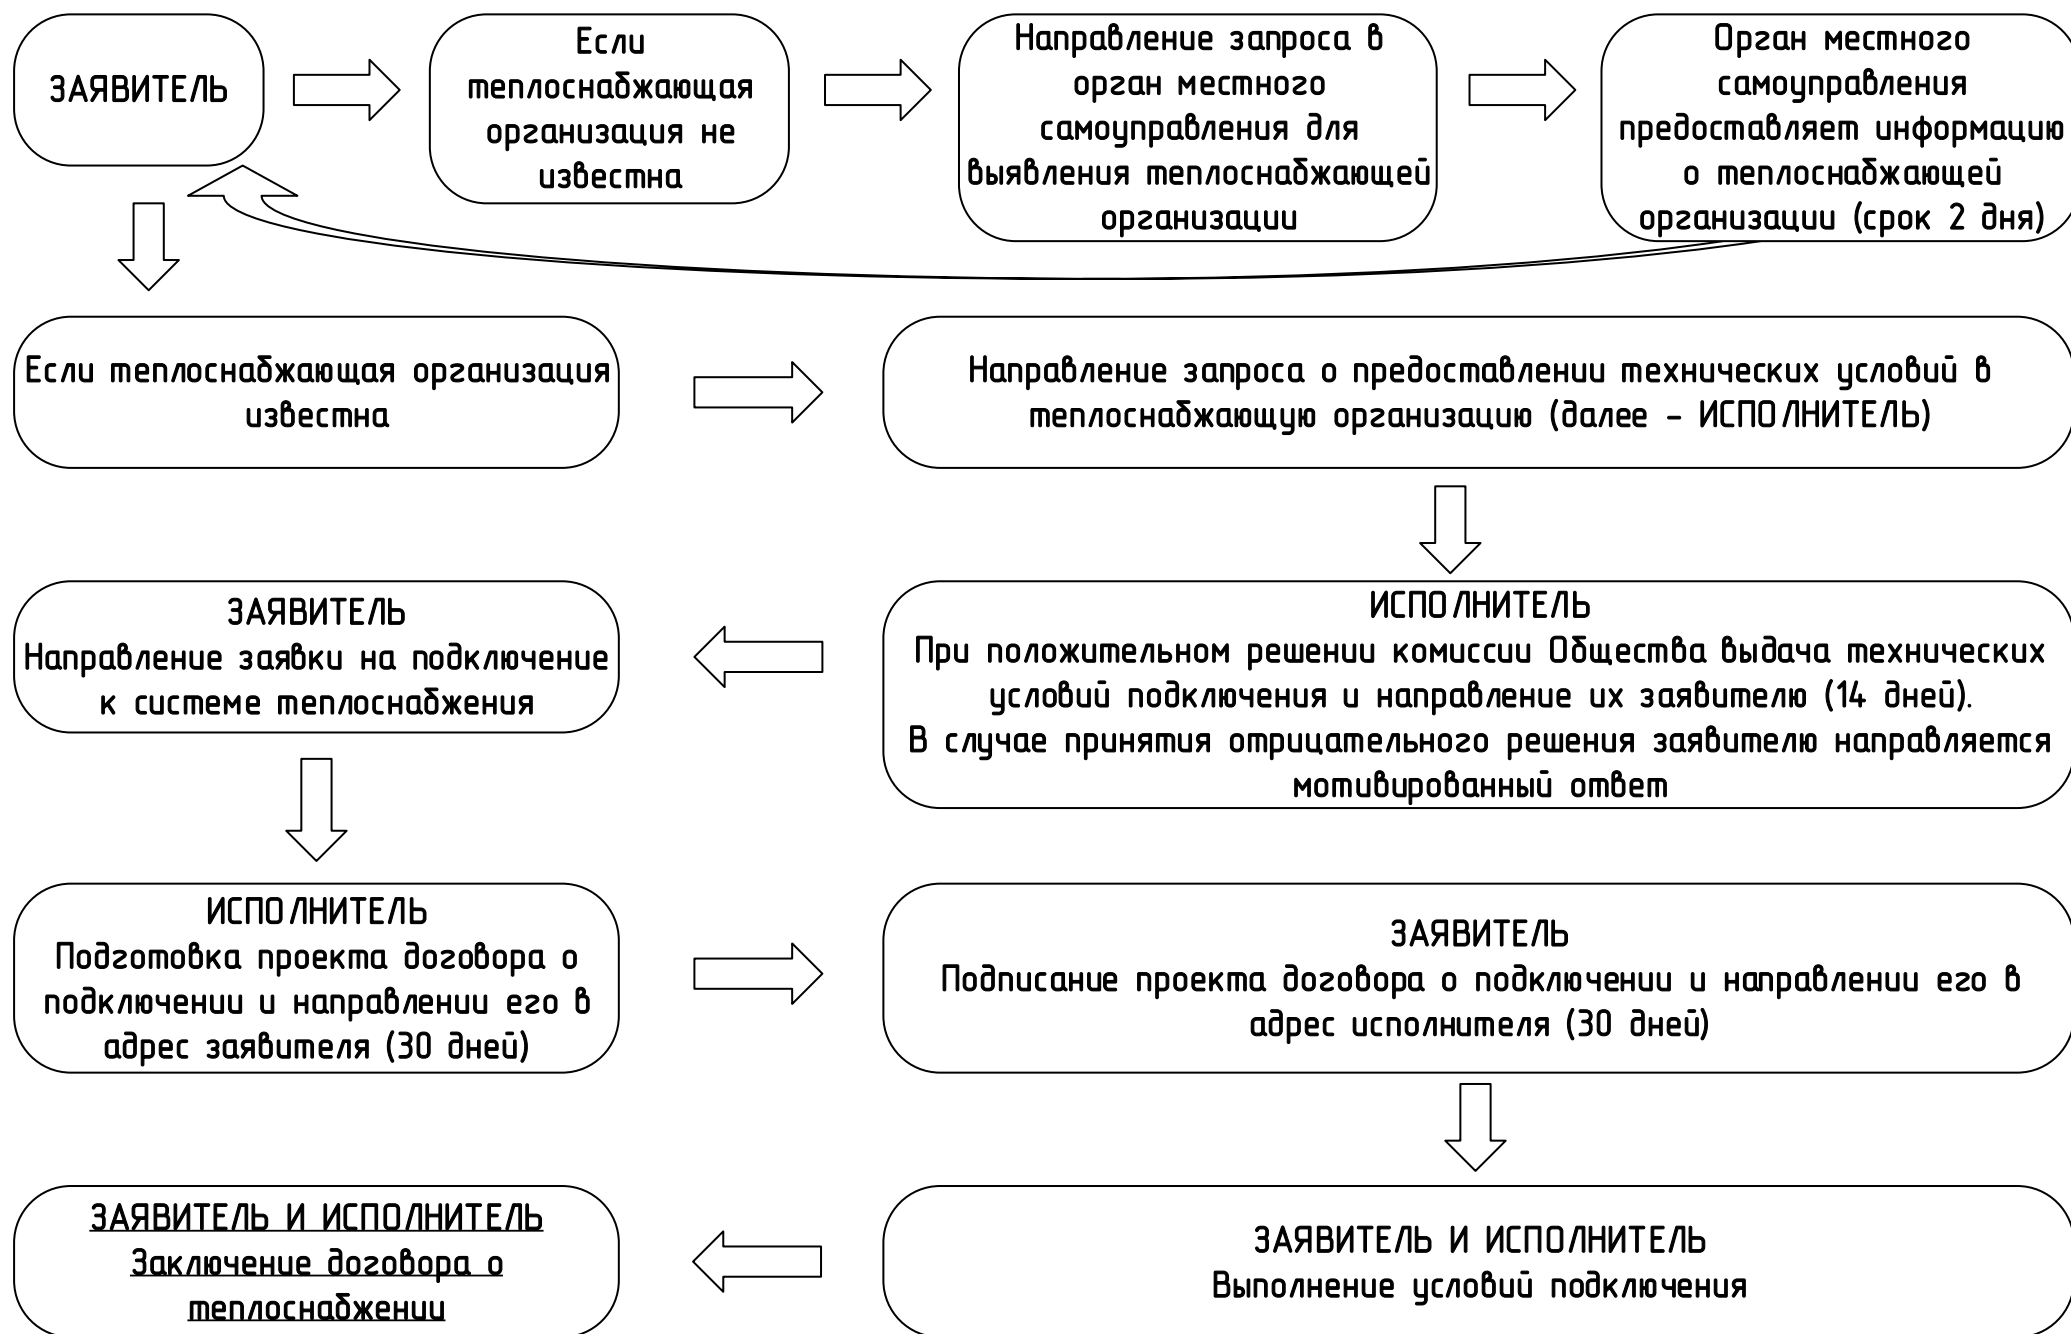 ЗАЯВИТЕЛЬ
Если
теплоснабжающая
организация не
известна
Направление запроса в
орган местного
самоуправления для
выявления теплоснабжающей
организации
Орган местного
самоуправления
предоставляет информацию
о теплоснабжающей
организации (срок 2 дня)
Если теплоснабжающая организация
известна
Направление запроса о предоставлении технических условий в
теплоснабжающую организацию (далее - ИСПОЛНИТЕЛЬ)
ИСПОЛНИТЕЛЬ
При положительном решении комиссии Общества выдача технических
условий подключения и направление их заявителю (14 дней).
В случае принятия отрицательного решения заявителю направляется
мотивированный ответ
ЗАЯВИТЕЛЬ
Направление заявки на подключение
к системе теплоснабжения
ИСПОЛНИТЕЛЬ
Подготовка проекта договора о
подключении и направлении его в
адрес заявителя (30 дней)
ЗАЯВИТЕЛЬ
Подписание проекта договора о подключении и направлении его в
адрес исполнителя (30 дней)
ЗАЯВИТЕЛЬ И ИСПОЛНИТЕЛЬ
Выполнение условий подключения
ЗАЯВИТЕЛЬ И ИСПОЛНИТЕЛЬ
Заключение договора о
теплоснабжении